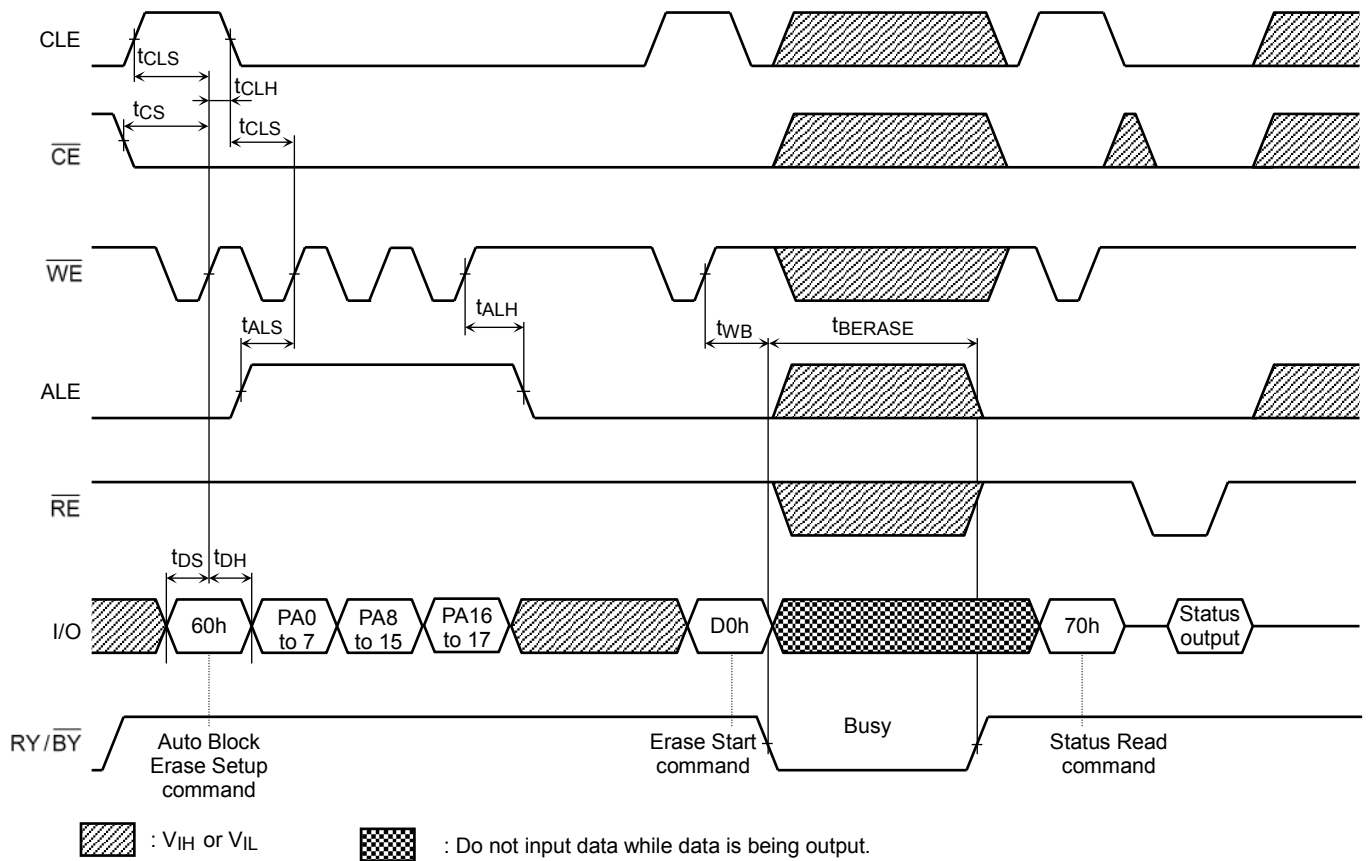 CLE
tCLS
tCLH
tCS
tCLS
CE
WE
tALS
tALH
tWB
tBERASE
ALE
RE
tDS
tDH
I/O
60h
PA0
to 7
PA8
to 15
PA16
to 17
D0h
70h
Status
output
RY/BY
Busy
Auto Block
Erase Setup
command
Erase Start
command
Status Read
command
: VIH or VIL
: Do not input data while data is being output.